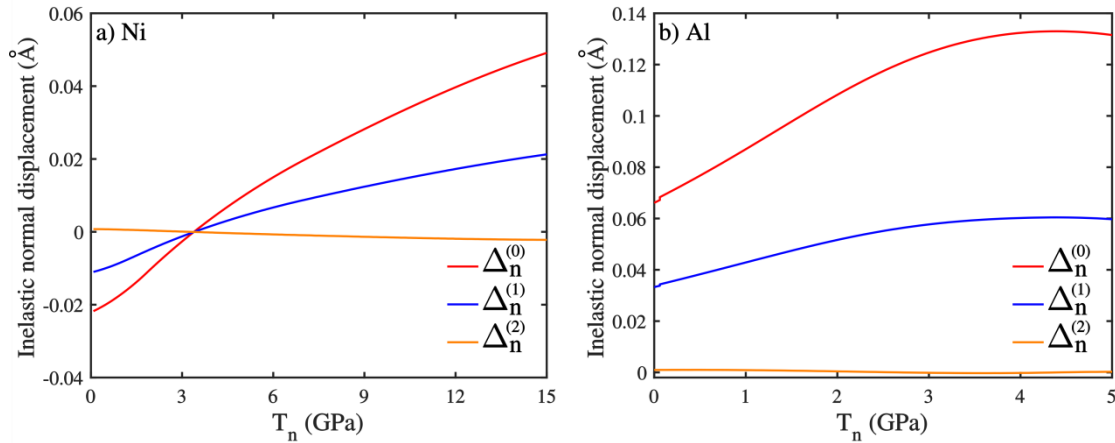 a) Ni
Inelastic normal displacement (Å)
0.06
0.04
0.02
0
-0.02
-0.04
Δn(0)
Δn(1)
Δn(2)
0 3 6 9 12 15
Tn (GPa)
b) Al
Inelastic normal displacement (Å)
0.14
0.12
0.1
0.08
0.06
0.04
0.02
0
Δn(0)
Δn(1)
Δn(2)
0 1 2 3 4 5
Tn (GPa)